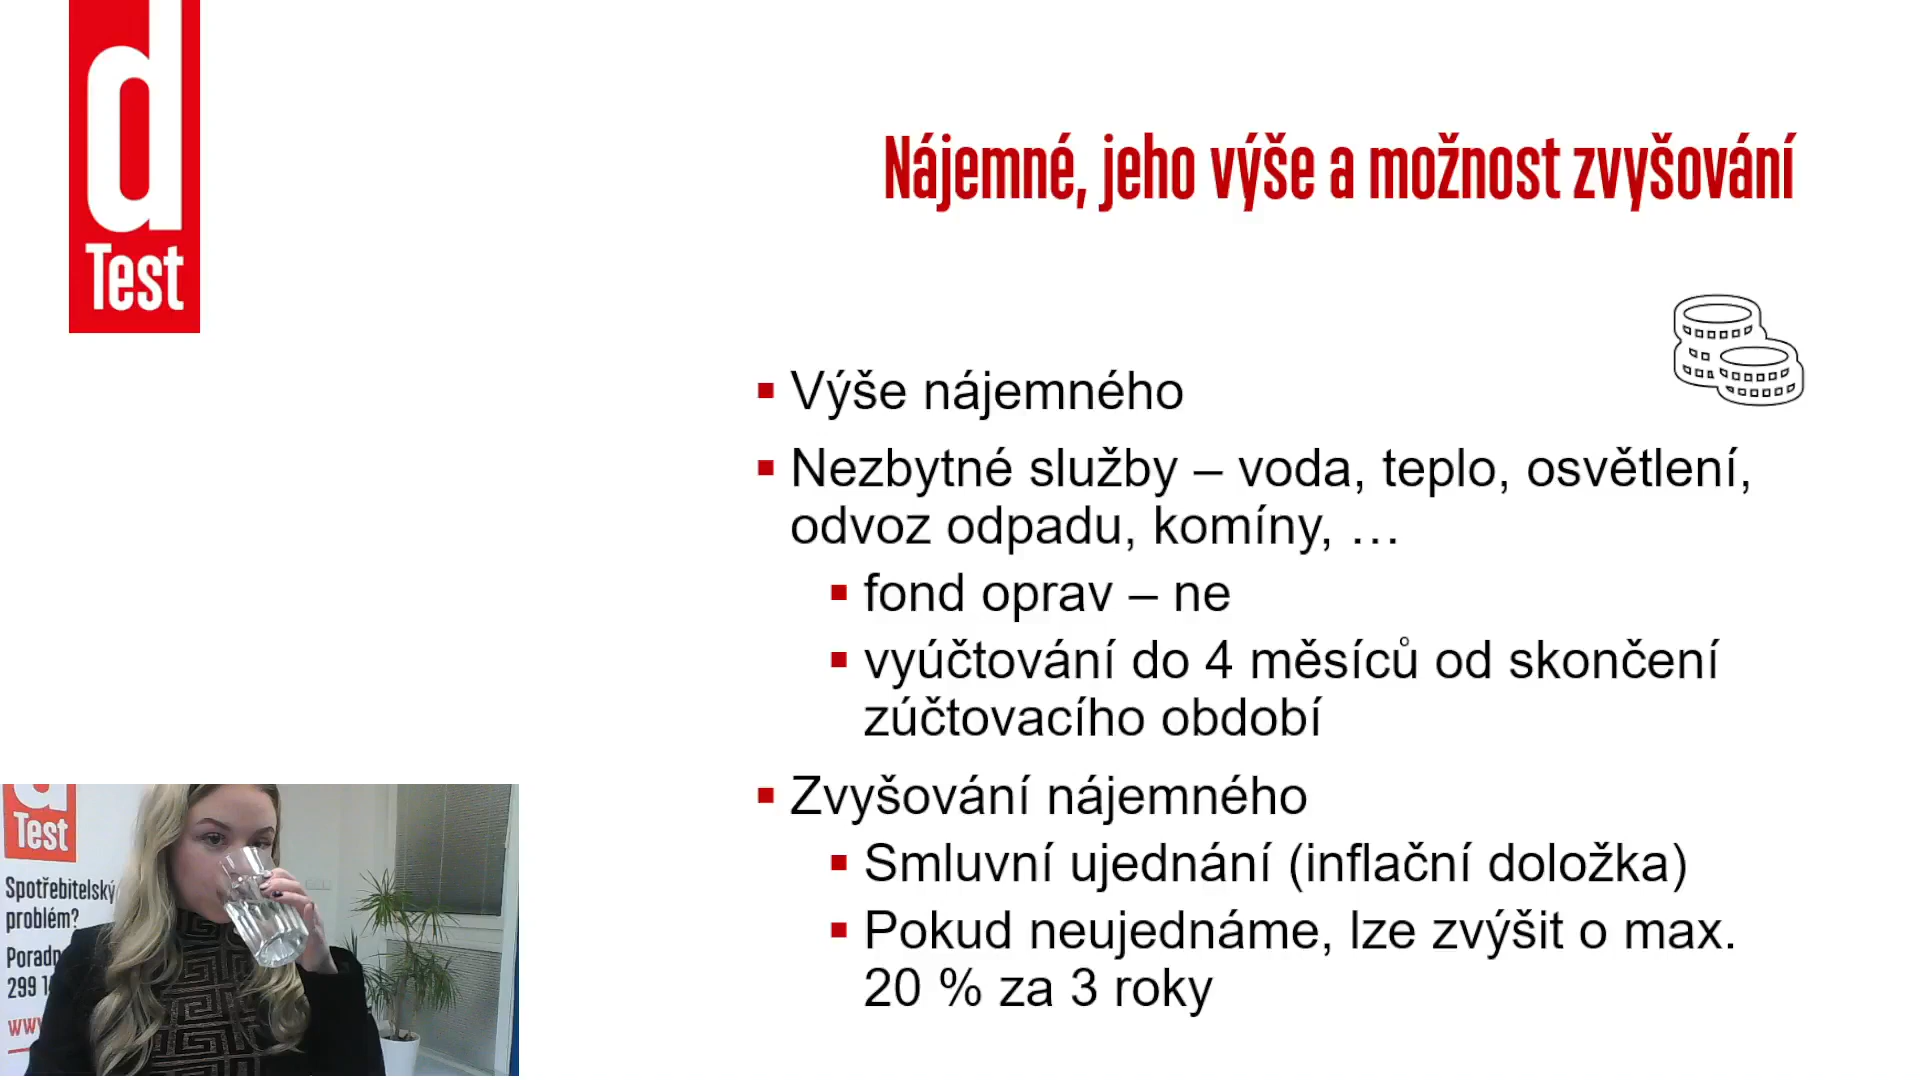 d
Test
Nájemné, jeho výše a možnost zvyšování
▪ Výše nájemného
▪ Nezbytné služby – voda, teplo, osvětlení,
odvoz odpadu, komíny, …
▪ fond oprav – ne
▪ vyúčtování do 4 měsíců od skončení
zúčtovacího období
▪ Zvyšování nájemného
▪ Smluvní ujednání (inflační doložka)
▪ Pokud neujednáme, lze zvýšit o max.
20 % za 3 roky
d
Test
Spotřebitelský
problém?
299
www